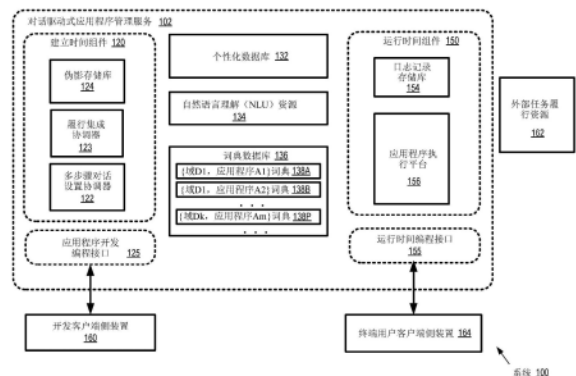 对话驱动式应用程序管理服务 102
建立时间组件 120
伪影存储库
124
履行集成
协调器
123
多步骤对话
设置协调器
122
应用程序开发
编程接口
125
个性化数据库 132
自然语言理解（NLU）资源
134
词典数据库 136
{域D1，应用程序A1}词典 138A
{域D1，应用程序A2}词典 138B
. . .
{域Dk，应用程序Am}词典 138P
. . .
运行时间组件 150
日志记录
存储库
154
应用程序执
行平台
156
运行时间编程接口
155
外部任务履
行资源
162
开发客户端侧装置
160
终端用户客户端侧装置 164
系统 100